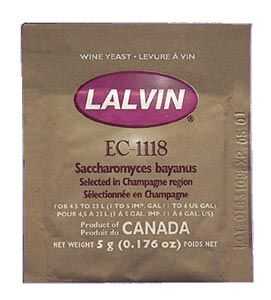 WINE YEAST • LEVURE À VIN
LALVIN®
EC-1118
Saccharomyces bayanus
Selected in Champagne region
Sélectionnée en Champagne
FOR 4.5 TO 23 L (1 TO 5 IMP. GAL / 1 TO 6 US GAL)
POUR 4,5 À 23 L (1 À 5 GAL. IMP. / 1 À 6 GAL. US)
Product of
Produit du CANADA
NET WEIGHT 5 g (0.176 oz) POIDS NET